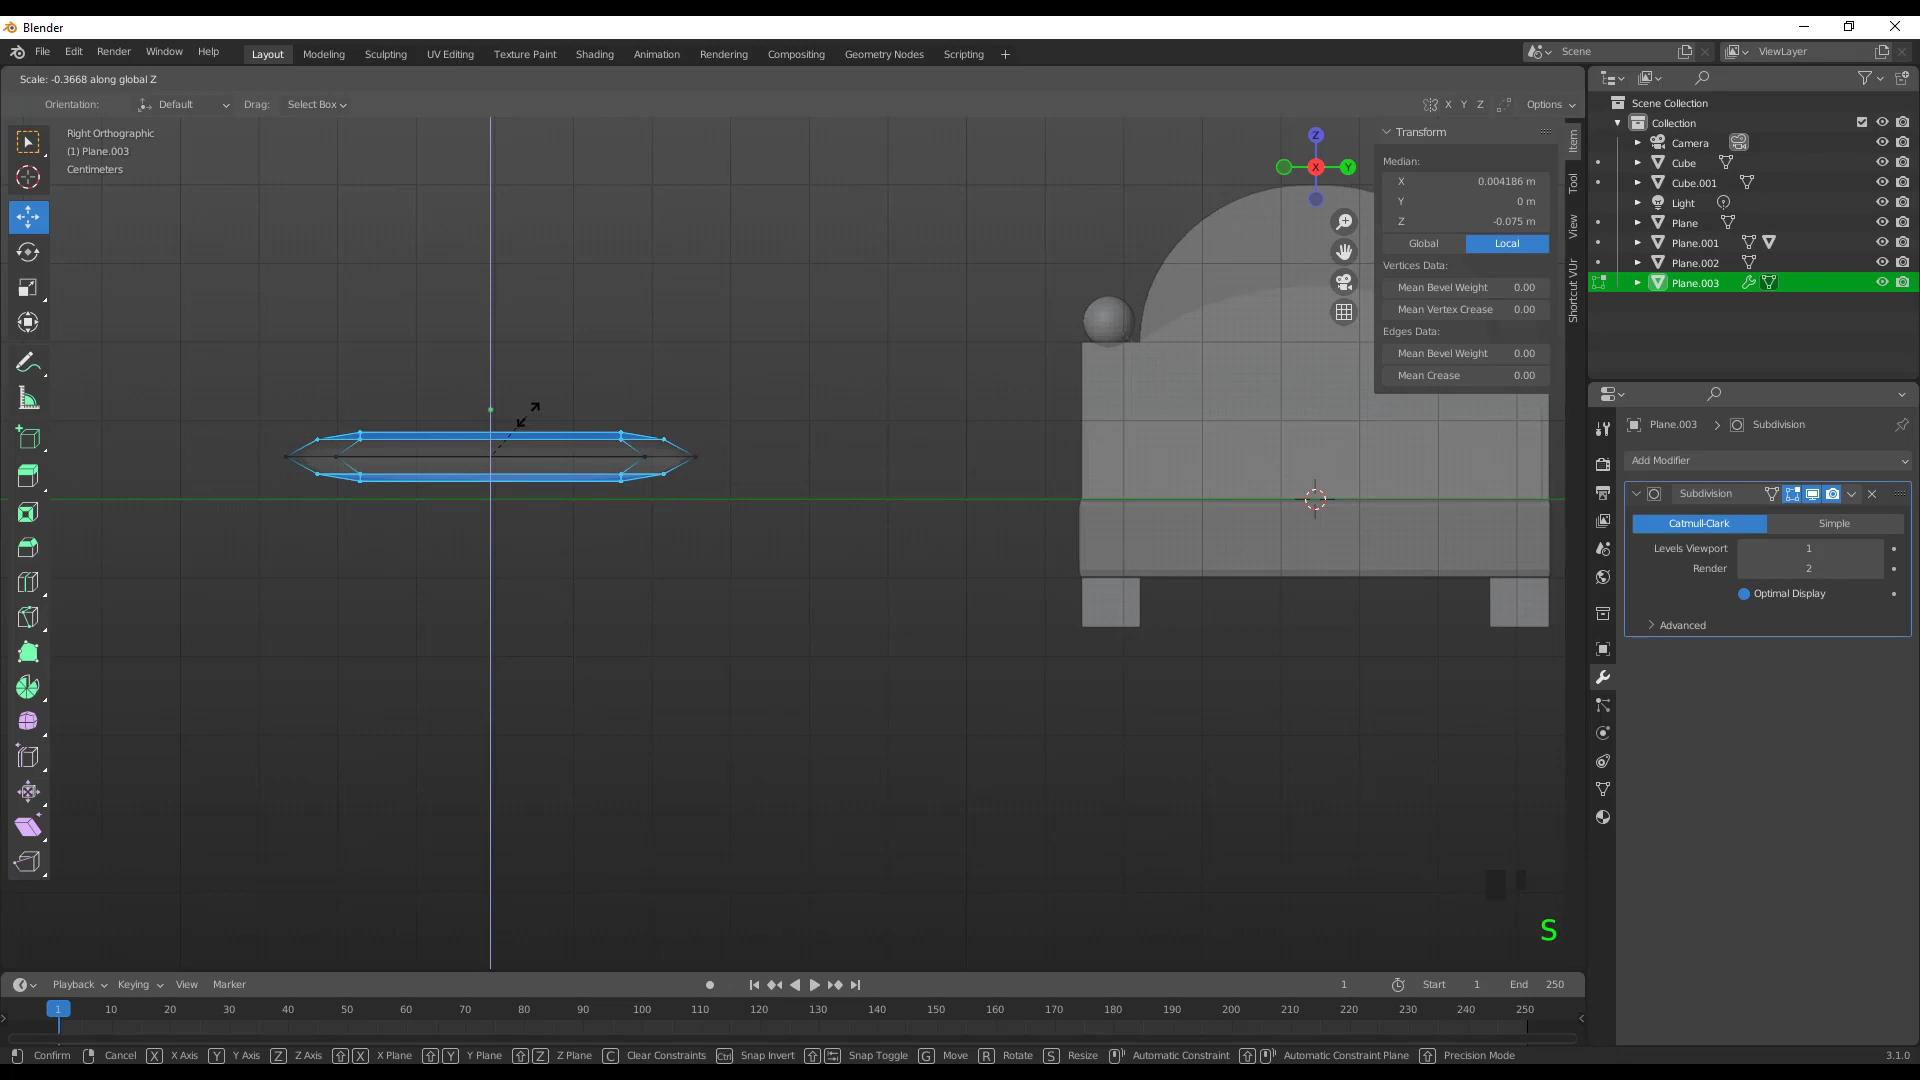 Blender
File Edit Render Window Help Layout Modeling Sculpting UV Editing Texture Paint Shading Animation Rendering Compositing Geometry Nodes Scripting + Scene ViewLayer
Scale: -0.3668 along global Z
Orientation: Default Drag: Select Box X Y Z Options
Right Orthographic
(1) Plane.003
Centimeters
Z
Y
X
Transform
Median:
X 0.004186 m
Y 0 m
Z -0.075 m
Global Local
Vertices Data:
Mean Bevel Weight 0.00
Mean Vertex Crease 0.00
Edges Data:
Mean Bevel Weight 0.00
Mean Crease 0.00
Item
Tool
View
Shortcut VUr
Scene Collection
Collection
Camera
Cube
Cube.001
Light
Plane
Plane.001
Plane.002
Plane.003
Plane.003 > Subdivision
Add Modifier
Subdivision
Catmull-Clark Simple
Levels Viewport 1
Render 2
Optimal Display
Advanced
S
Playback Keying View Marker 1 Start 1 End 250
1 10 20 30 40 50 60 70 80 90 100 110 120 130 140 150 160 170 180 190 200 210 220 230 240 250
Confirm Cancel X X Axis Y Y Axis Z Z Axis X X Plane Y Y Plane Z Z Plane C Clear Constraints Ctrl Snap Invert Snap Toggle G Move R Rotate S Resize Automatic Constraint Automatic Constraint Plane Precision Mode 3.1.0